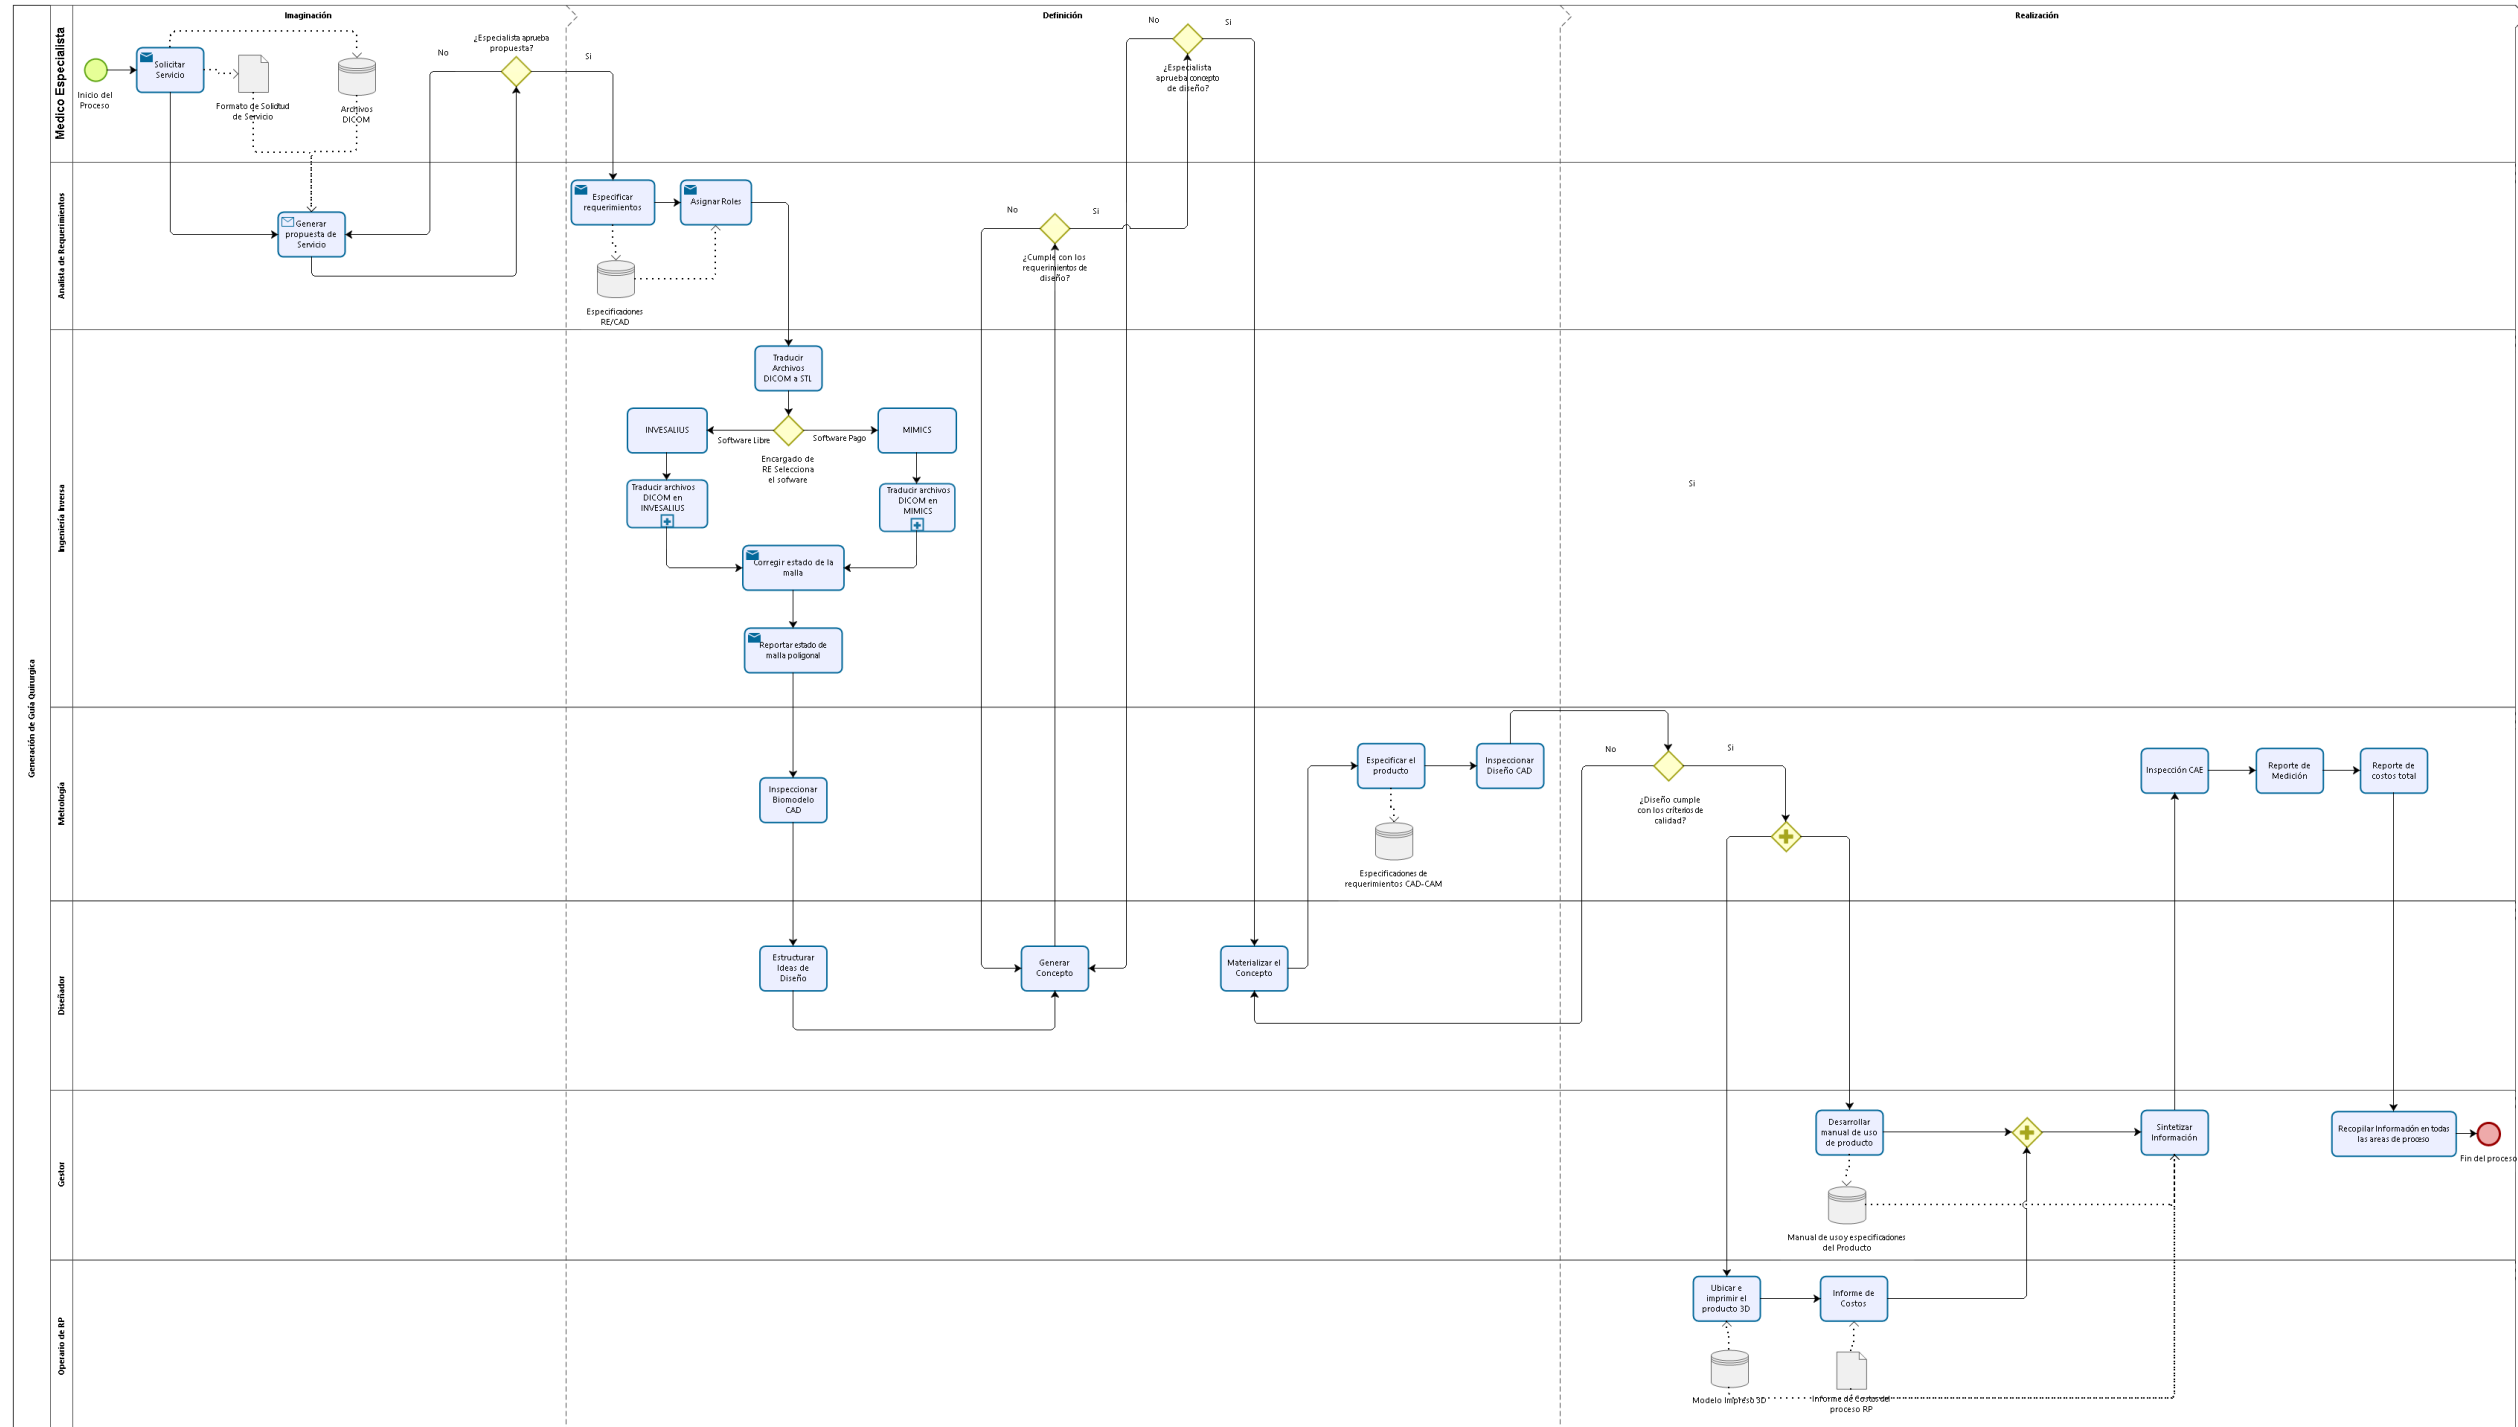 Imaginación
Definición
Realización
Generación de Guía Quirurgica
Medico Especialista
Inicio del
Proceso
Solicitar
Servicio
Formato de Solicitud
de Servicio
Archivos
DICOM
No
¿Especialista aprueba
propuesta?
Si
No
Si
¿Especialista
aprueba concepto
de diseño?
Analista de Requerimientos
Generar
propuesta de
Servicio
Especificar
requerimientos
Asignar Roles
Especificaciones
RE/CAD
No
Si
¿Cumple con los
requerimientos de
diseño?
Ingeniería Inversa
Traducir
Archivos
DICOM a STL
INVESALIUS
Software Libre
Software Pago
MIMICS
Encargado de
RE Selecciona
el sofware
Traducir archivos
DICOM en
INVESALIUS
Traducir archivos
DICOM en
MIMICS
Si
Corregir estado de la
malla
Reportar estado de
malla poligonal
Metrología
Inspeccionar
Biomodelo
CAD
Especificar el
producto
Inspeccionar
Diseño CAD
Especificaciones de
requerimientos CAD-CAM
No
Si
¿Diseño cumple
con los críterios de
calidad?
Inspección CAE
Reporte de
Medición
Reporte de
costos total
Diseñador
Estructurar
Ideas de
Diseño
Generar
Concepto
Materializar el
Concepto
Gestor
Desarrollar
manual de uso
de producto
Sintetizar
Información
Recopilar Información en todas
las areas de proceso
Fin del proceso
Manual de uso y especificaciones
del Producto
Operario de RP
Ubicar e
imprimir el
producto 3D
Informe de
Costos
Modelo Impreso 3D
Informe de Costos del
proceso RP